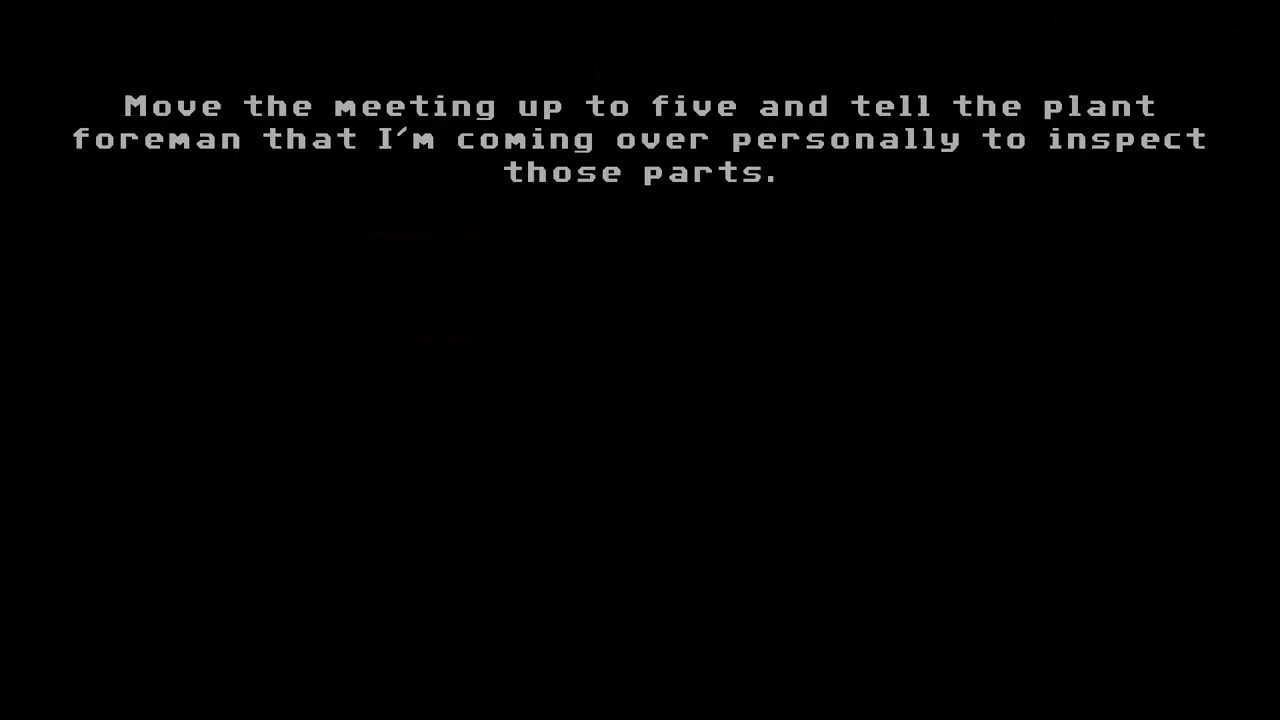 Move the meeting up to five and tell the plant
foreman that I'm coming over personally to inspect
those parts.